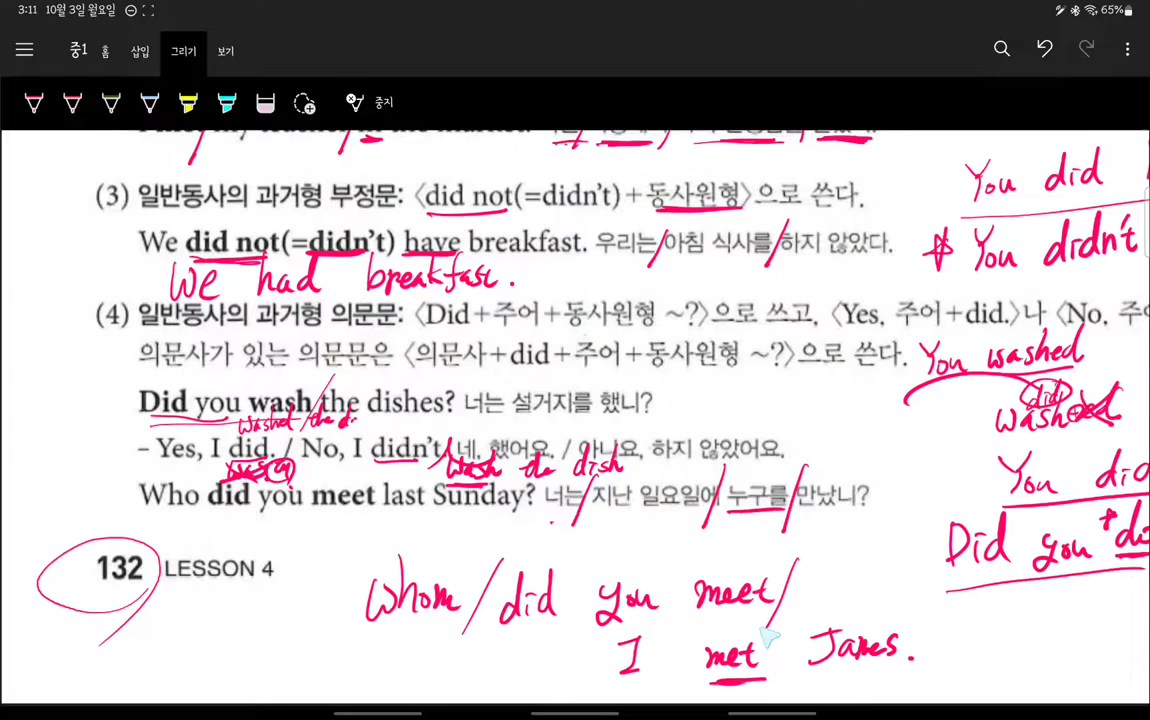 3:11 10월 3일 월요일 65%
중1 홈 삽입 그리기 보기
중지
(3) 일반동사의 과거형 부정문: 〈did not(=didn't)+동사원형〉으로 쓴다.
You did
We did not(=didn't) have breakfast. 우리는 아침 식사를 하지 않았다.
You didn't
We had breakfast.
(4) 일반동사의 과거형 의문문: 〈Did+주어+동사원형 ~?〉으로 쓰고, 〈Yes, 주어+did.〉나 〈No, 주어
의문사가 있는 의문문은 〈의문사+did+주어+동사원형 ~?〉으로 쓴다.
You washed
did
Did you wash the dishes? 너는 설거지를 했니?
washed the di
– Yes, I did. / No, I didn't. 네, 했어요. / 아니요, 하지 않았어요.
wash the dish
You did
Who did you meet last Sunday? 너는 지난 일요일에 누구를 만났니?
Did you
132 LESSON 4
Whom / did you meet /
I met James.